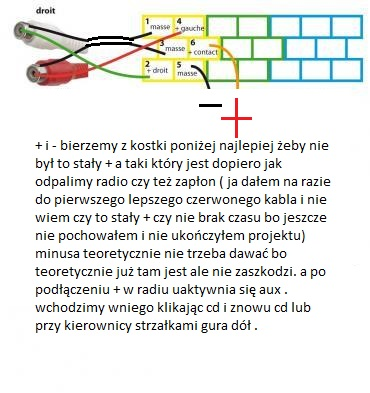 droit
1 masse
4 + gauche
3 masse
6 + contact
2 + droit
5 masse
− +
+ i - bierzemy z kostki poniżej najlepiej żeby nie
był to stały + a taki który jest dopiero jak
odpalimy radio czy też zapłon ( ja dałem na razie
do pierwszego lepszego czerwonego kabla i nie
wiem czy to stały + czy nie brak czasu bo jeszcze
nie pochowałem i nie ukończyłem projektu)
minusa teoretycznie nie trzeba dawać bo
teoretycznie już tam jest ale nie zaszkodzi. a po
podłączeniu + w radiu uaktywnia się aux .
wchodzimy wniego klikając cd i znowu cd lub
przy kierownicy strzałkami gura dół .